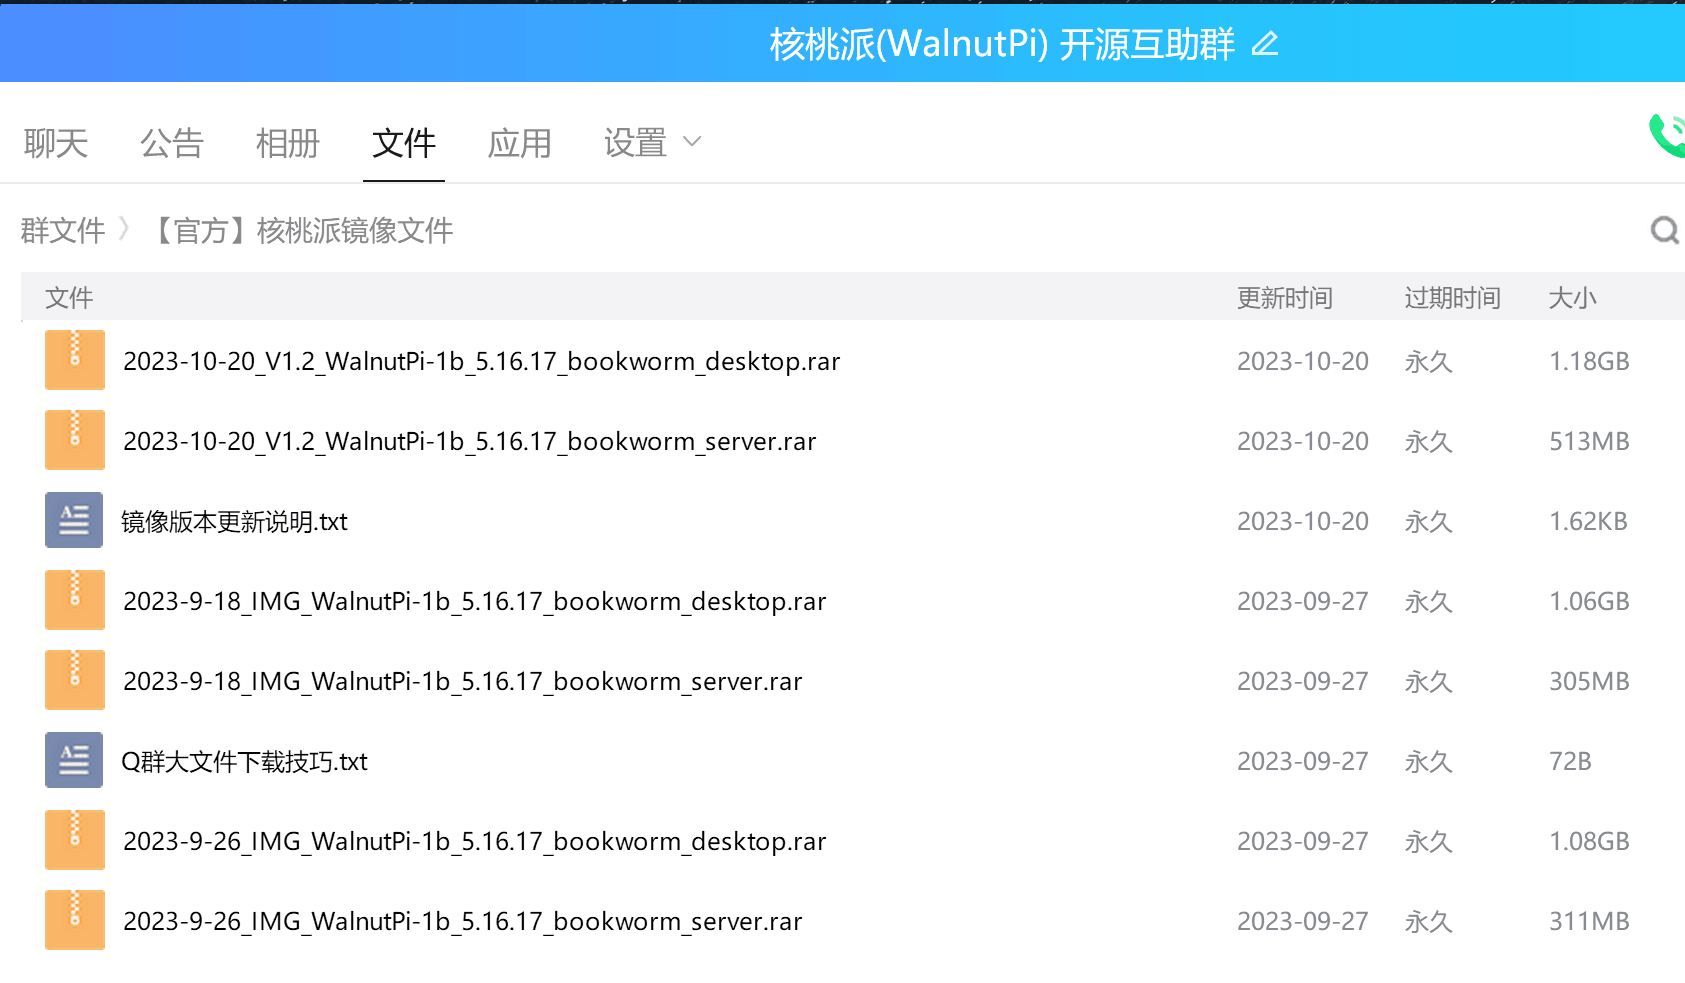 核桃派(WalnutPi) 开源互助群
聊天 公告 相册 文件 应用 设置
群文件 【官方】核桃派镜像文件
文件 更新时间 过期时间 大小
2023-10-20_V1.2_WalnutPi-1b_5.16.17_bookworm_desktop.rar 2023-10-20 永久 1.18GB
2023-10-20_V1.2_WalnutPi-1b_5.16.17_bookworm_server.rar 2023-10-20 永久 513MB
镜像版本更新说明.txt 2023-10-20 永久 1.62KB
2023-9-18_IMG_WalnutPi-1b_5.16.17_bookworm_desktop.rar 2023-09-27 永久 1.06GB
2023-9-18_IMG_WalnutPi-1b_5.16.17_bookworm_server.rar 2023-09-27 永久 305MB
Q群大文件下载技巧.txt 2023-09-27 永久 72B
2023-9-26_IMG_WalnutPi-1b_5.16.17_bookworm_desktop.rar 2023-09-27 永久 1.08GB
2023-9-26_IMG_WalnutPi-1b_5.16.17_bookworm_server.rar 2023-09-27 永久 311MB